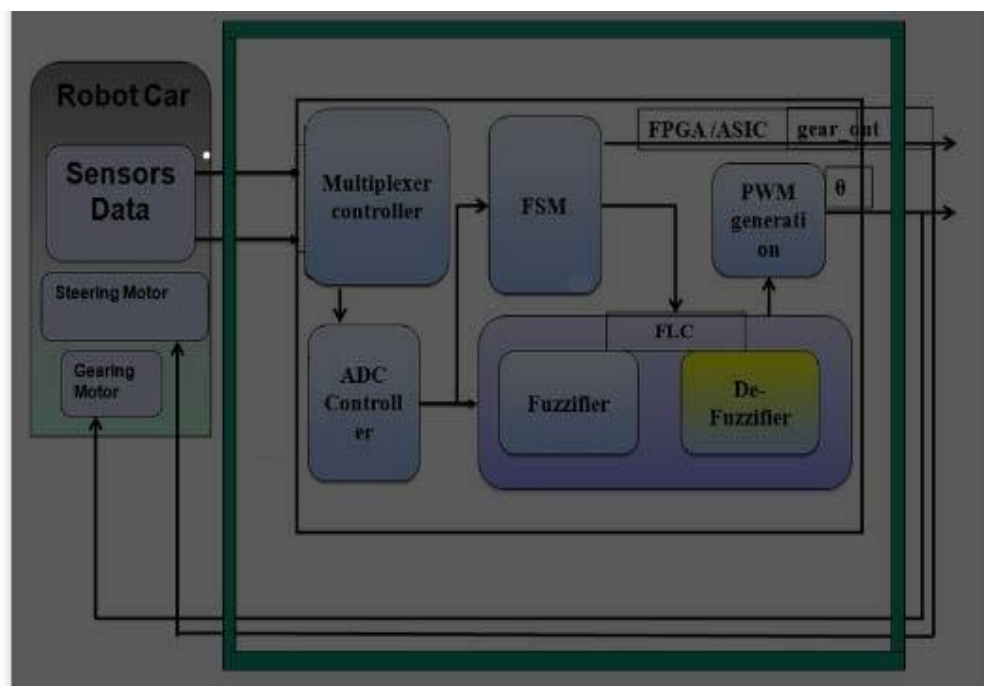 Robot Car
Sensors
Data
Steering Motor
Gearing
Motor
Multiplexer
controller
FSM
FPGA /ASIC
gear_out
PWM
generati
on
θ
ADC
Controll
er
FLC
Fuzzifier
De-
Fuzzifier